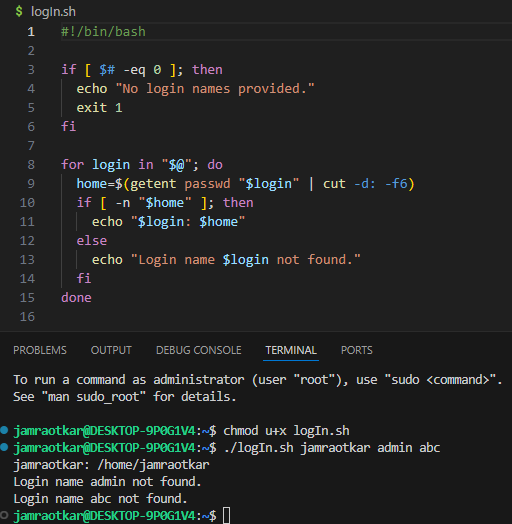 $ logIn.sh
1 #!/bin/bash
2
3 if [ $# -eq 0 ]; then
4   echo "No login names provided."
5   exit 1
6 fi
7
8 for login in "$@"; do
9   home=$(getent passwd "$login" | cut -d: -f6)
10   if [ -n "$home" ]; then
11     echo "$login: $home"
12   else
13     echo "Login name $login not found."
14   fi
15 done
16
PROBLEMS OUTPUT DEBUG CONSOLE TERMINAL PORTS
To run a command as administrator (user "root"), use "sudo <command>".
See "man sudo_root" for details.
jamraotkar@DESKTOP-9P0G1V4:~$ chmod u+x logIn.sh
jamraotkar@DESKTOP-9P0G1V4:~$ ./logIn.sh jamraotkar admin abc
jamraotkar: /home/jamraotkar
Login name admin not found.
Login name abc not found.
jamraotkar@DESKTOP-9P0G1V4:~$